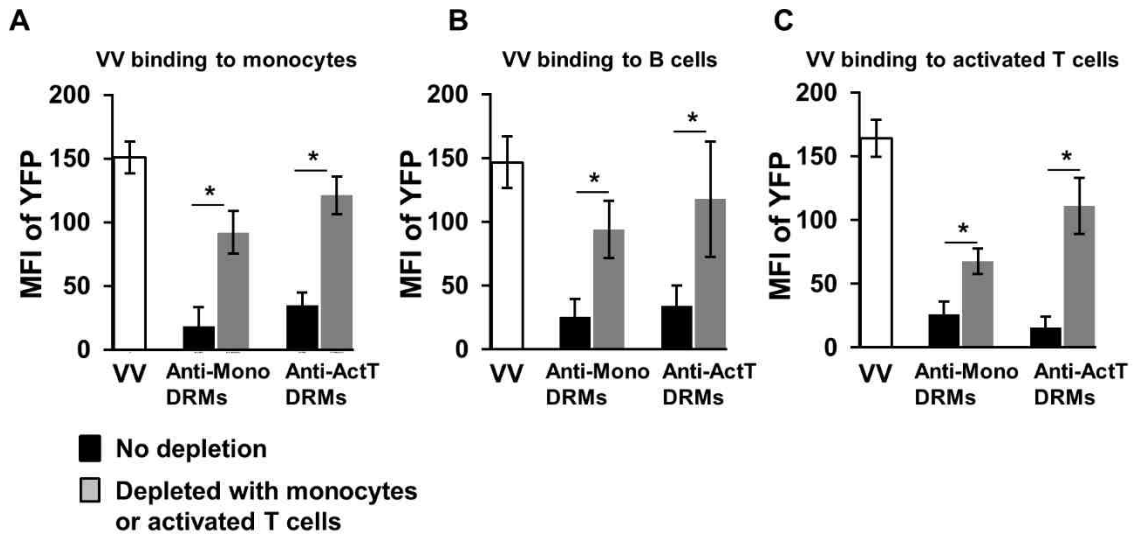 A
VV binding to monocytes
MFI of YFP
200
150
100
50
0
*
*
VV
Anti-Mono
DRMs
Anti-ActT
DRMs
B
VV binding to B cells
MFI of YFP
200
150
100
50
0
*
*
VV
Anti-Mono
DRMs
Anti-ActT
DRMs
C
VV binding to activated T cells
MFI of YFP
200
150
100
50
0
*
*
VV
Anti-Mono
DRMs
Anti-ActT
DRMs
No depletion
Depleted with monocytes
or activated T cells